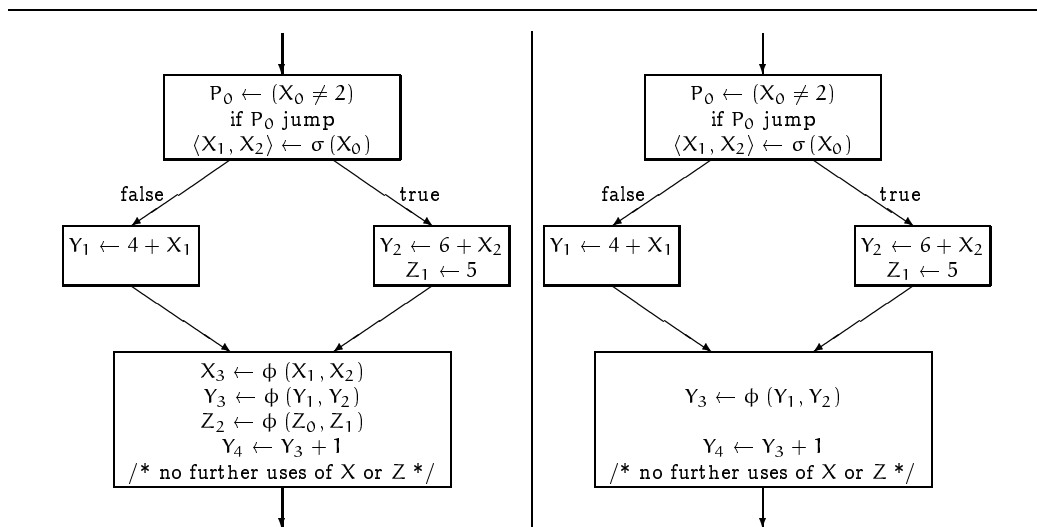 P₀ ← (X₀ ≠ 2)
if P₀ jump
⟨X₁, X₂⟩ ← σ (X₀)
false
true
Y₁ ← 4 + X₁
Y₂ ← 6 + X₂
Z₁ ← 5
X₃ ← ϕ (X₁, X₂)
Y₃ ← ϕ (Y₁, Y₂)
Z₂ ← ϕ (Z₀, Z₁)
Y₄ ← Y₃ + 1
/* no further uses of X or Z */
P₀ ← (X₀ ≠ 2)
if P₀ jump
⟨X₁, X₂⟩ ← σ (X₀)
false
true
Y₁ ← 4 + X₁
Y₂ ← 6 + X₂
Z₁ ← 5
Y₃ ← ϕ (Y₁, Y₂)
Y₄ ← Y₃ + 1
/* no further uses of X or Z */